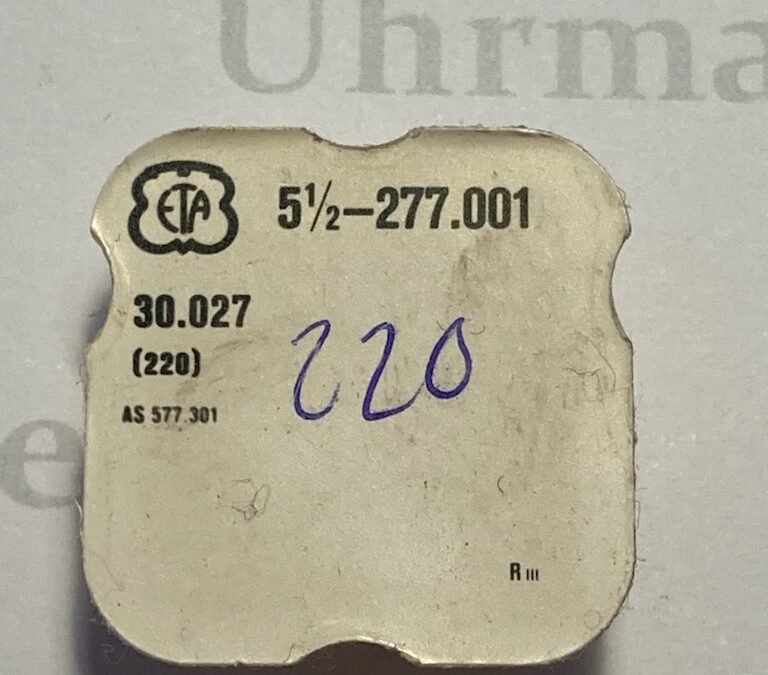 Uhrma
ETA 5½–277.001
30.027
(220)
220
AS 577.301
e
R III